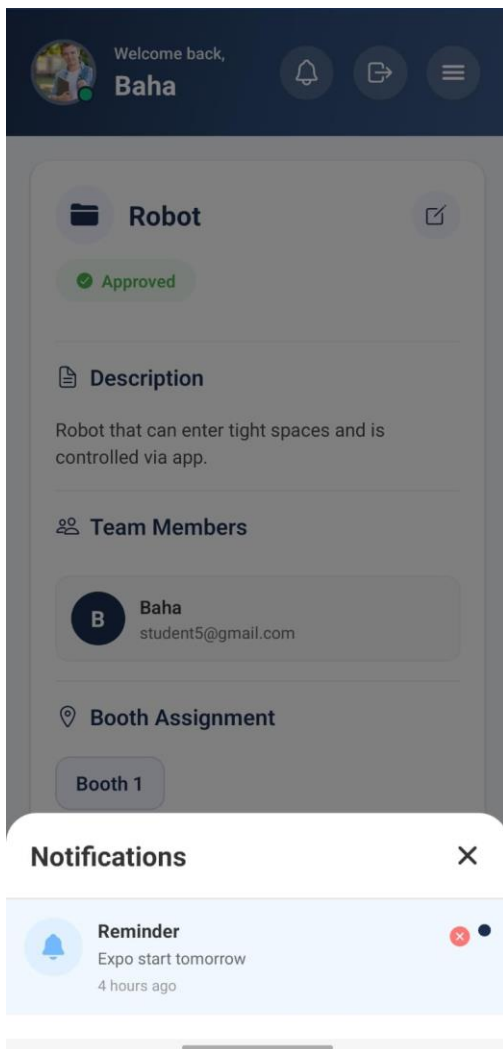 Welcome back,
Baha
Robot
Approved
Description
Robot that can enter tight spaces and is
controlled via app.
Team Members
B
Baha
student5@gmail.com
Booth Assignment
Booth 1
Notifications
Reminder
Expo start tomorrow
4 hours ago